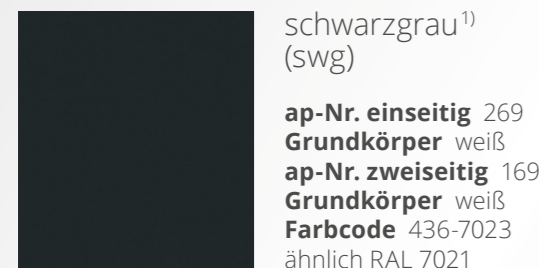 schwarzgrau¹⁾
(swg)
ap-Nr. einseitig 269
Grundkörper weiß
ap-Nr. zweiseitig 169
Grundkörper weiß
Farbcode 436-7023
ähnlich RAL 7021